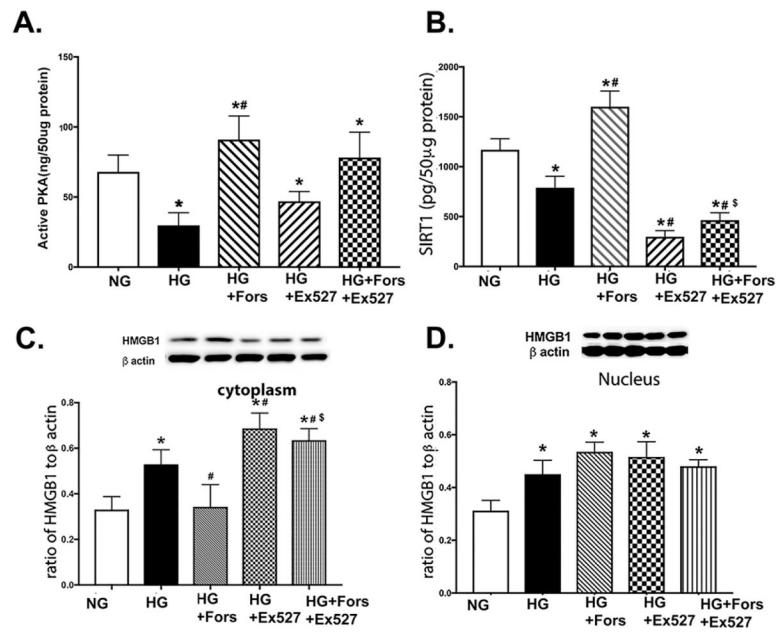 A.
Active PKA(ng/50ug protein)
150
100
50
0
*
*#
*
*
NG
HG
HG
+Fors
HG
+Ex527
HG+Fors
+Ex527
B.
SIRT1 (pg/50μg protein)
2000
1500
1000
500
0
*
*#
*#
*# $
NG
HG
HG
+Fors
HG
+Ex527
HG+Fors
+Ex527
C.
HMGB1
β actin
cytoplasm
ratio of HMGB1 toβ actin
0.8
0.6
0.4
0.2
0.0
*
#
*#
*# $
NG
HG
HG
+Fors
HG
+Ex527
HG+Fors
+Ex527
D.
HMGB1
β actin
Nucleus
ratio of HMGB1 toβ actin
0.8
0.6
0.4
0.2
0.0
*
*
*
*
NG
HG
HG
+Fors
HG
+Ex527
HG+Fors
+Ex527